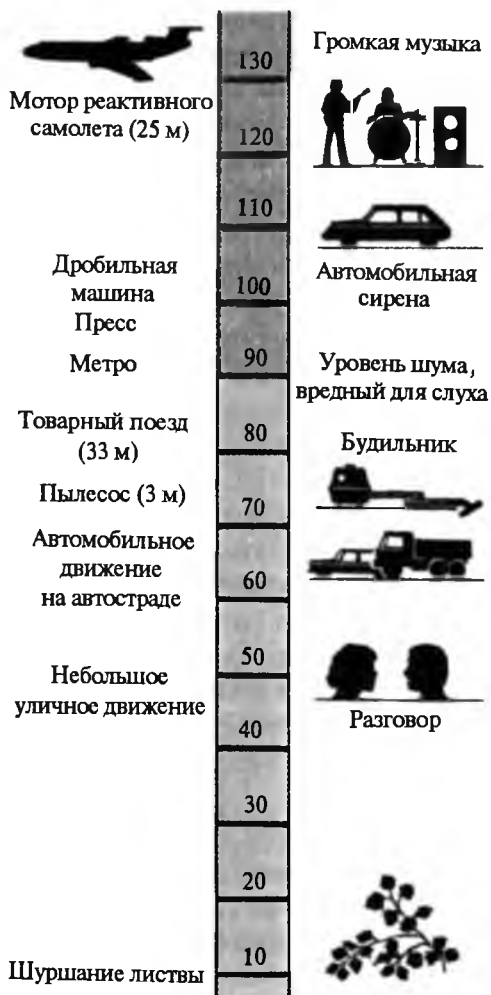 Громкая музыка
130
Мотор реактивного
самолета (25 м)
120
110
Автомобильная
сирена
Дробильная
машина
100
Пресс
Метро
90
Уровень шума,
вредный для слуха
Товарный поезд
(33 м)
80
Будильник
Пылесос (3 м)
70
Автомобильное
движение
на автостраде
60
50
Небольшое
уличное движение
40
Разговор
30
20
10
Шуршание листвы